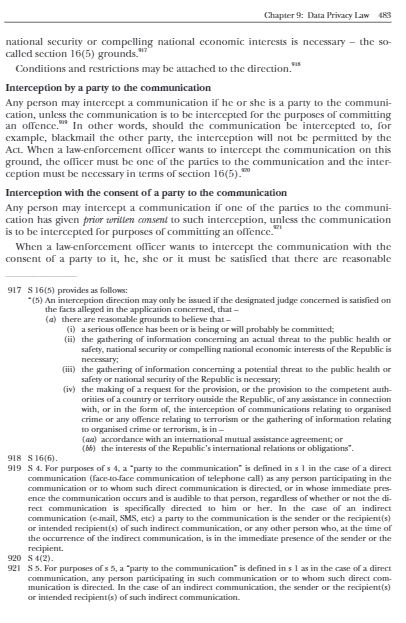 Chapter 9: Data Privacy Law 483
national security or compelling national economic interests is necessary – the so-
called section 16(5) grounds.917
Conditions and restrictions may be attached to the direction.918
Interception by a party to the communication
Any person may intercept a communication if he or she is a party to the communi-
cation, unless the communication is to be intercepted for the purposes of committing
an offence.919 In other words, should the communication be intercepted to, for
example, blackmail the other party, the interception will not be permitted by the
Act. When a law-enforcement officer wants to intercept the communication on this
ground, the officer must be one of the parties to the communication and the inter-
ception must be necessary in terms of section 16(5).920
Interception with the consent of a party to the communication
Any person may intercept a communication if one of the parties to the communi-
cation has given prior written consent to such interception, unless the communication
is to be intercepted for purposes of committing an offence.921
When a law-enforcement officer wants to intercept the communication with the
consent of a party to it, he, she or it must be satisfied that there are reasonable
917 S 16(5) provides as follows:
“(5) An interception direction may only be issued if the designated judge concerned is satisfied on
the facts alleged in the application concerned, that –
(a) there are reasonable grounds to believe that –
(i) a serious offence has been or is being or will probably be committed;
(ii) the gathering of information concerning an actual threat to the public health or
safety, national security or compelling national economic interests of the Republic is
necessary;
(iii) the gathering of information concerning a potential threat to the public health or
safety or national security of the Republic is necessary;
(iv) the making of a request for the provision, or the provision to the competent auth-
orities of a country or territory outside the Republic, of any assistance in connection
with, or in the form of, the interception of communications relating to organised
crime or any offence relating to terrorism or the gathering of information relating
to organised crime or terrorism, is in –
(aa) accordance with an international mutual assistance agreement; or
(bb) the interests of the Republic's international relations or obligations”.
918 S 16(6).
919 S 4. For purposes of s 4, a “party to the communication” is defined in s 1 in the case of a direct
communication (face-to-face communication of telephone call) as any person participating in the
communication or to whom such direct communication is directed, or in whose immediate pres-
ence the communication occurs and is audible to that person, regardless of whether or not the di-
rect communication is specifically directed to him or her. In the case of an indirect
communication (e-mail, SMS, etc) a party to the communication is the sender or the recipient(s)
or intended recipient(s) of such indirect communication, or any other person who, at the time of
the occurrence of the indirect communication, is in the immediate presence of the sender or the
recipient.
920 S 4(2).
921 S 5. For purposes of s 5, a “party to the communication” is defined in s 1 as in the case of a direct
communication, any person participating in such communication or to whom such direct com-
munication is directed. In the case of an indirect communication, the sender or the recipient(s)
or intended recipient(s) of such indirect communication.